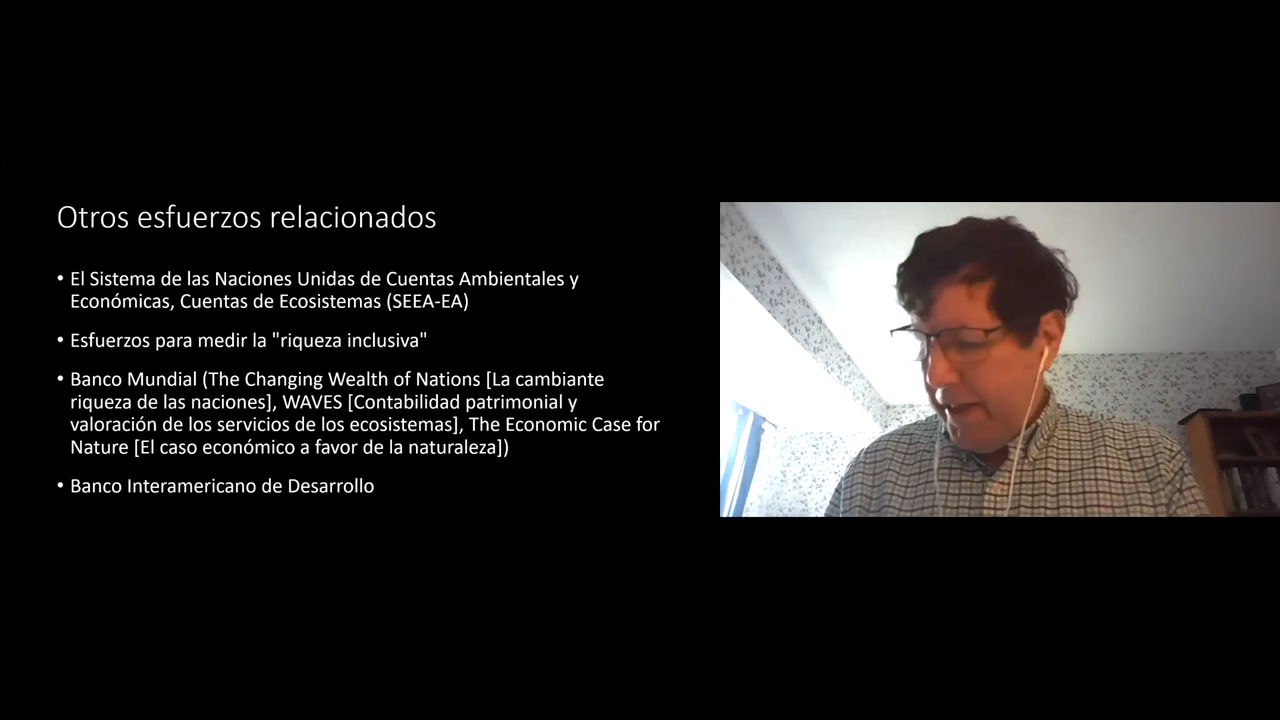 Otros esfuerzos relacionados
• El Sistema de las Naciones Unidas de Cuentas Ambientales y
Económicas, Cuentas de Ecosistemas (SEEA-EA)
• Esfuerzos para medir la "riqueza inclusiva"
• Banco Mundial (The Changing Wealth of Nations [La cambiante
riqueza de las naciones], WAVES [Contabilidad patrimonial y
valoración de los servicios de los ecosistemas], The Economic Case for
Nature [El caso económico a favor de la naturaleza])
• Banco Interamericano de Desarrollo